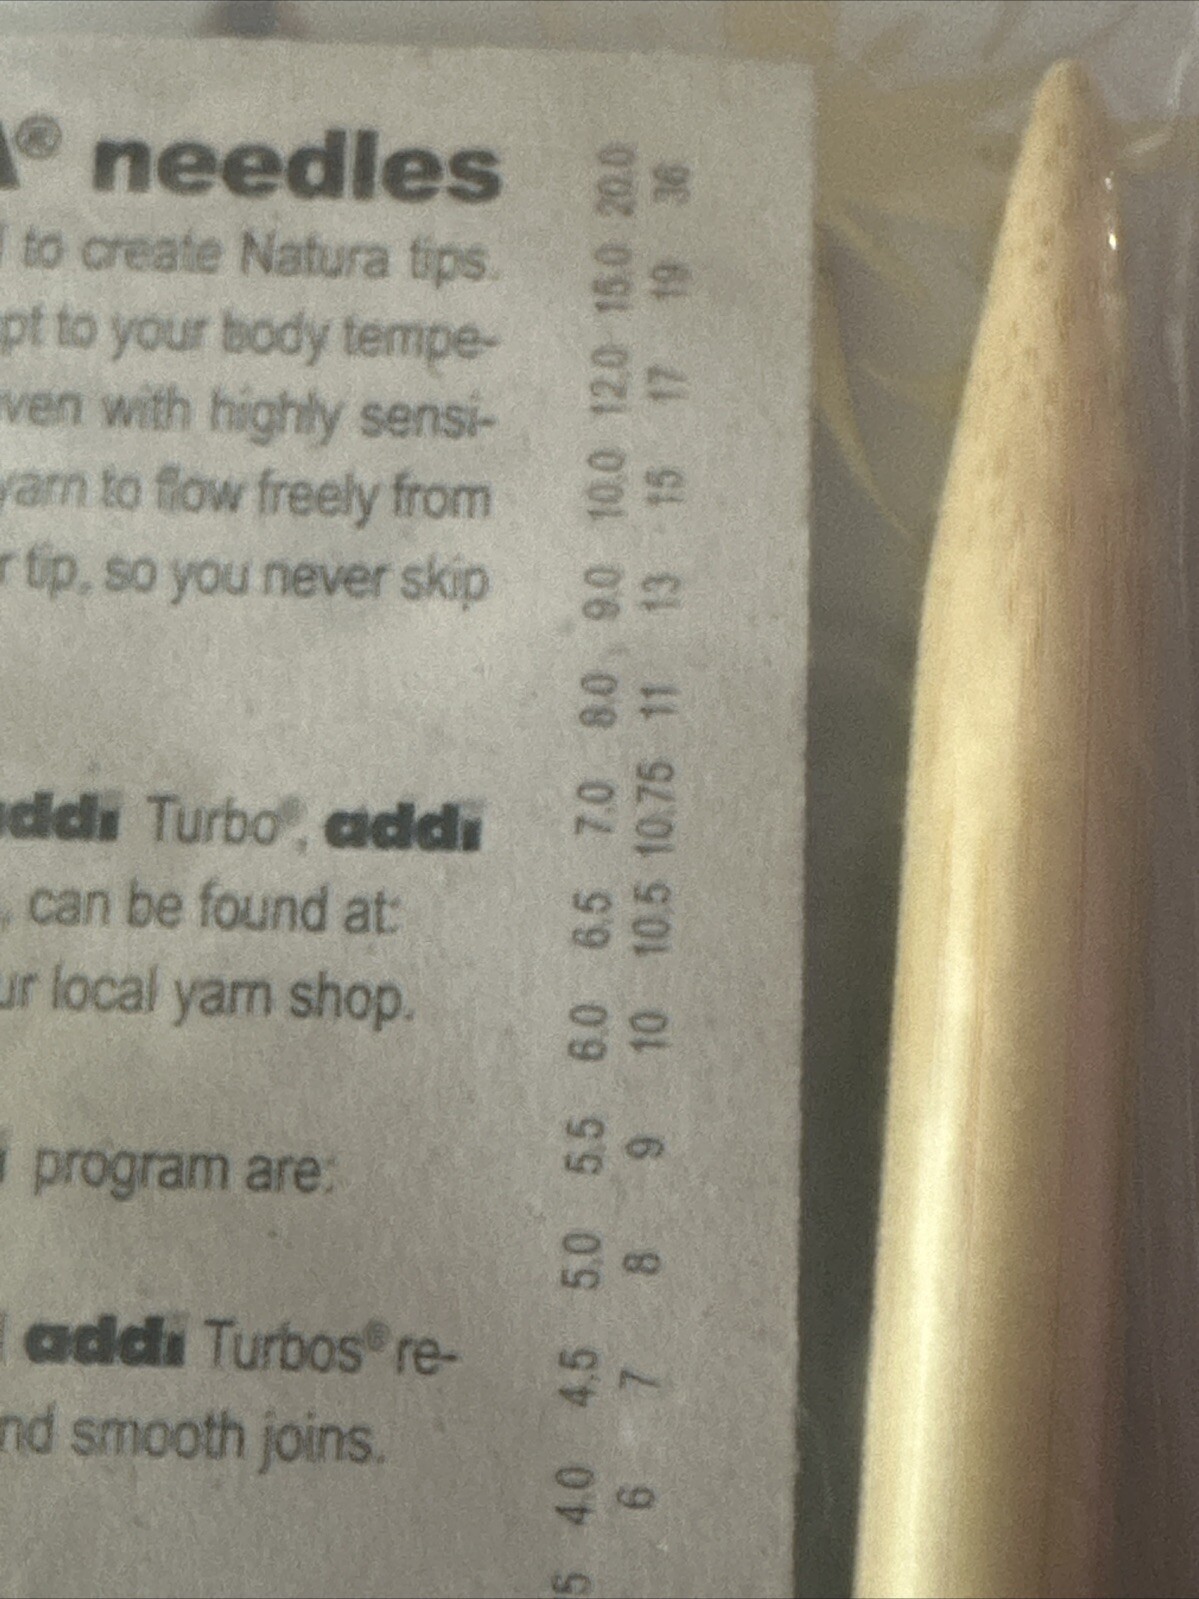 ® needles
to create Natura tips.
pt to your body tempe-
ven with highly sensi-
yarn to flow freely from
r tip, so you never skip
addi Turbo®, addi
, can be found at:
ur local yarn shop.
program are:
addi Turbos® re-
nd smooth joins.
5 4.0 4.5 5.0 5.5 6.0 6.5 7.0 8.0 9.0 10.0 12.0 15.0 20.0
6 7 8 9 10 10.5 10.75 11 13 15 17 19 36